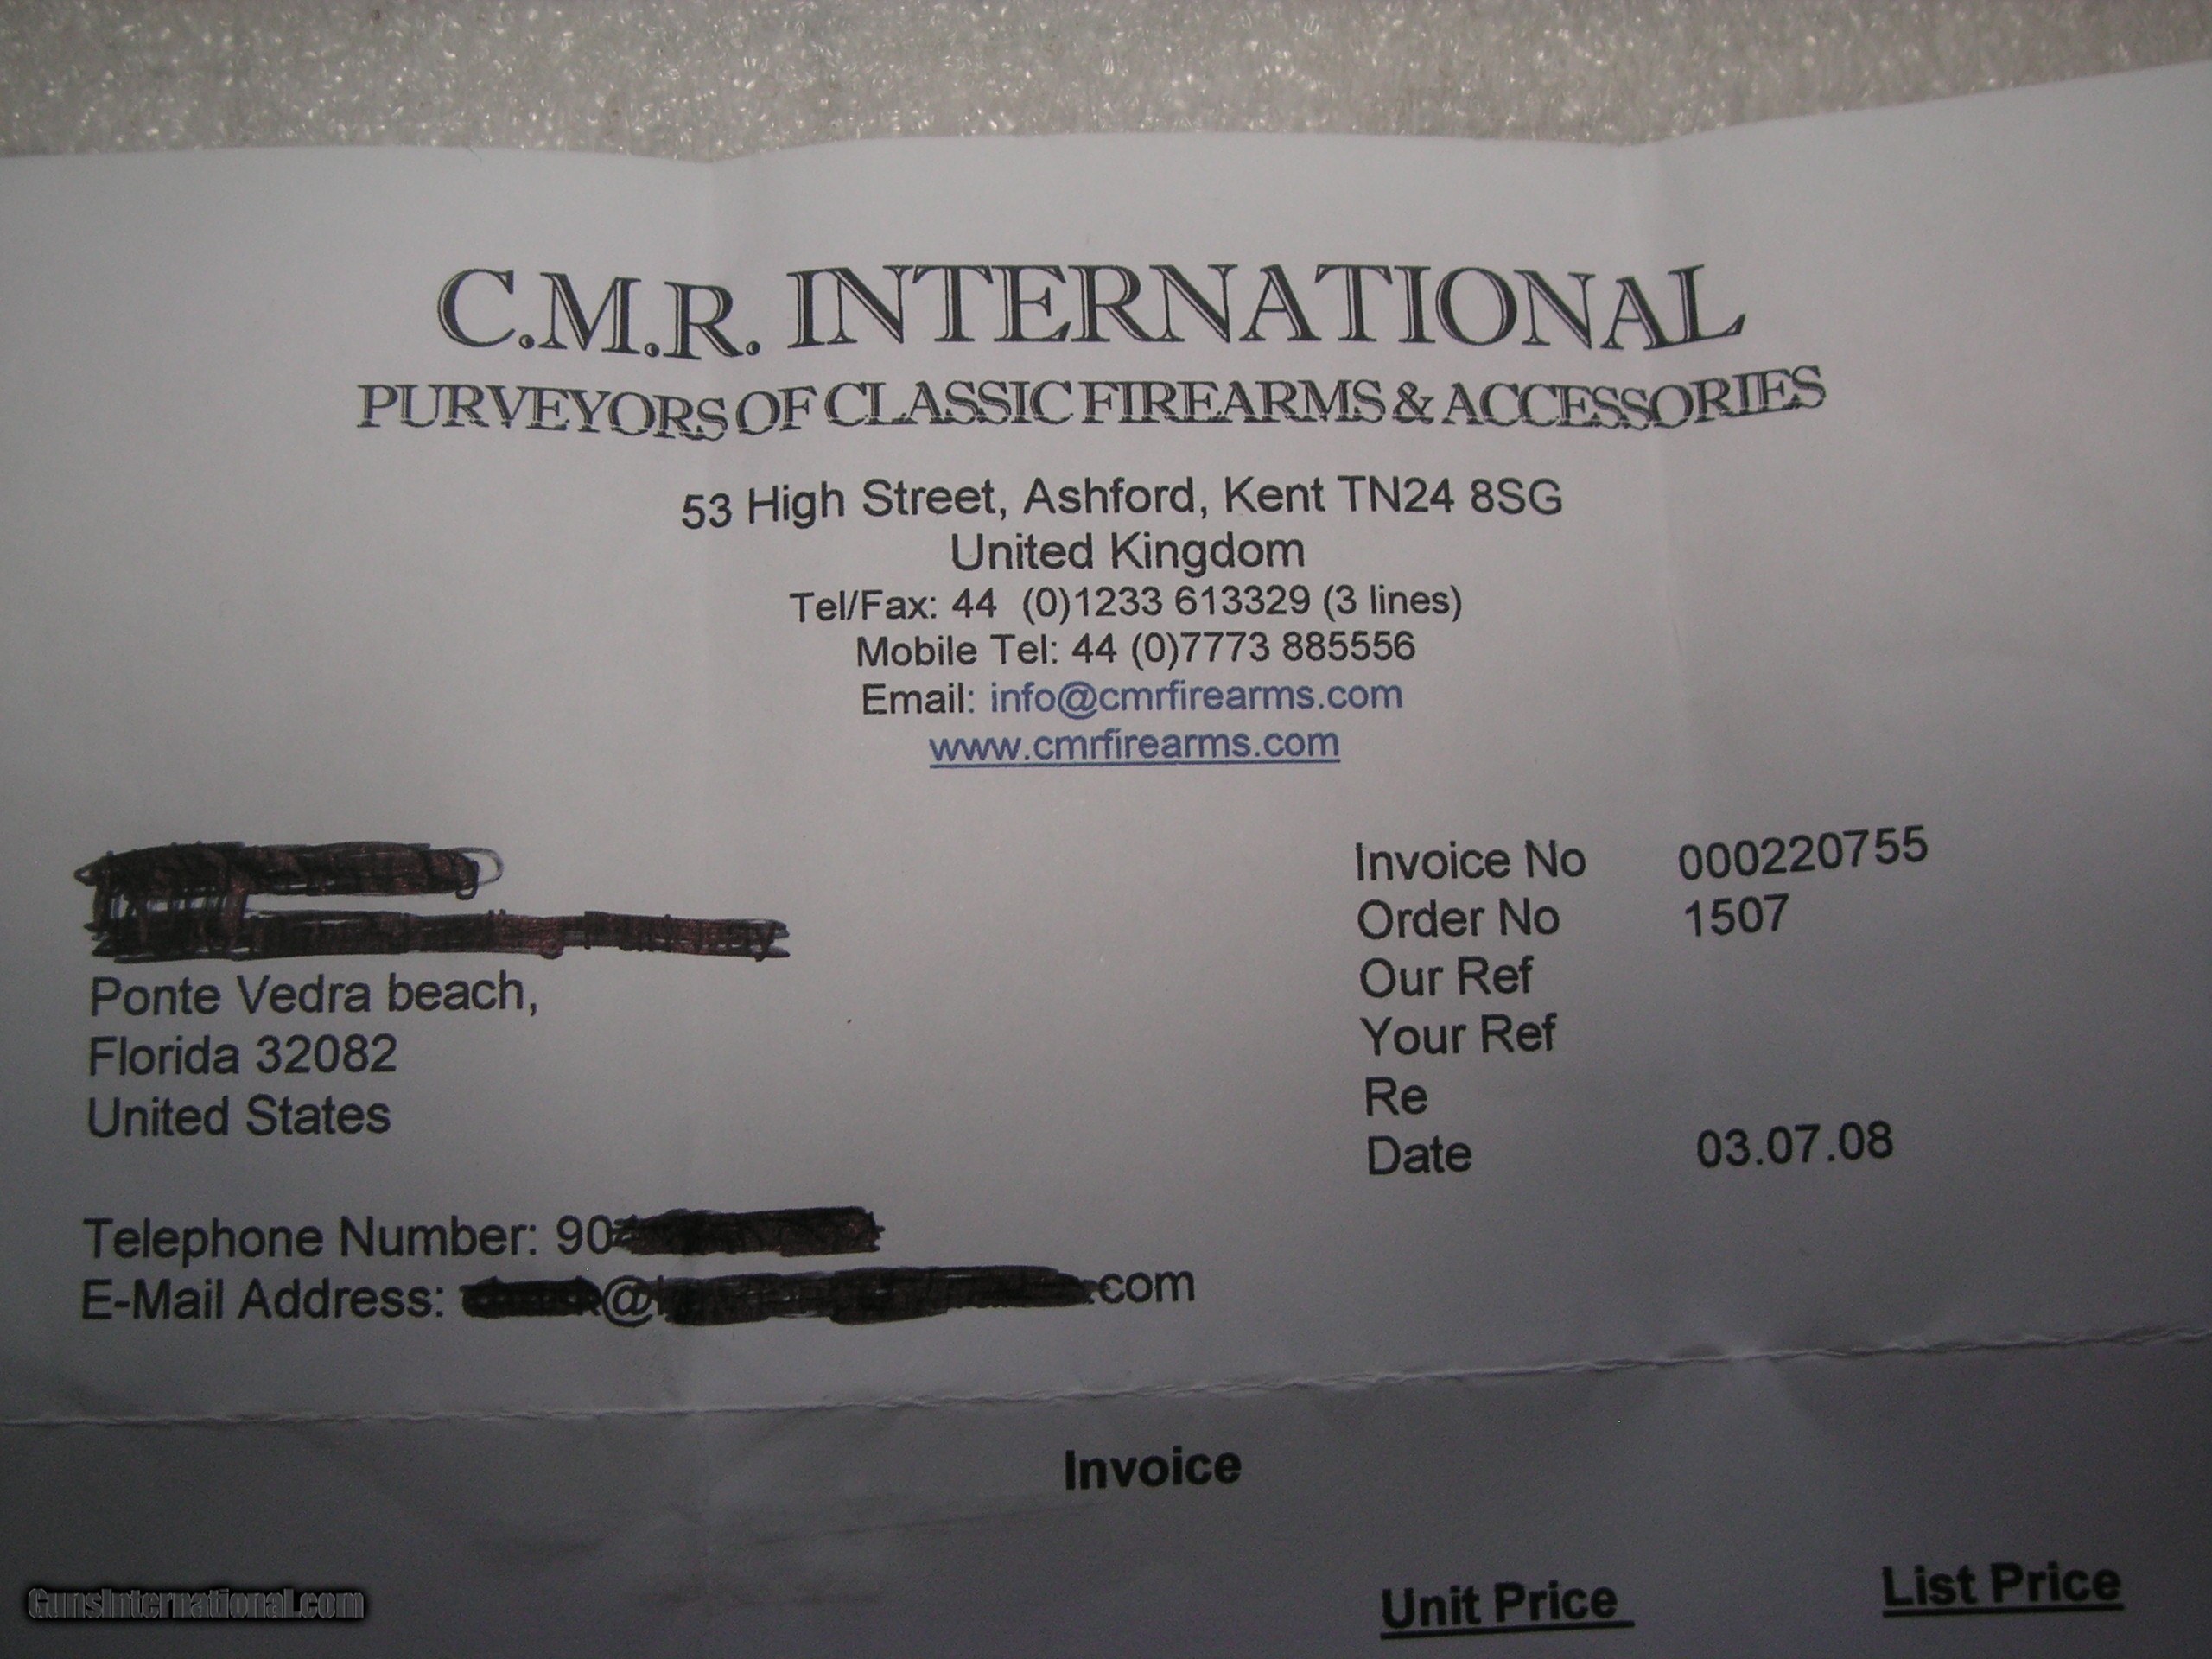 C.M.R. INTERNATIONAL
PURVEYORS OF CLASSIC FIREARMS & ACCESSORIES
53 High Street, Ashford, Kent TN24 8SG
United Kingdom
Tel/Fax: 44 (0)1233 613329 (3 lines)
Mobile Tel: 44 (0)7773 885556
Email: info@cmrfirearms.com
www.cmrfirearms.com
Ponte Vedra beach,
Florida 32082
United States
Telephone Number: 90
E-Mail Address: @ .com
Invoice No 000220755
Order No 1507
Our Ref
Your Ref
Re
Date 03.07.08
Invoice
Unit Price List Price
GunsInternational.com